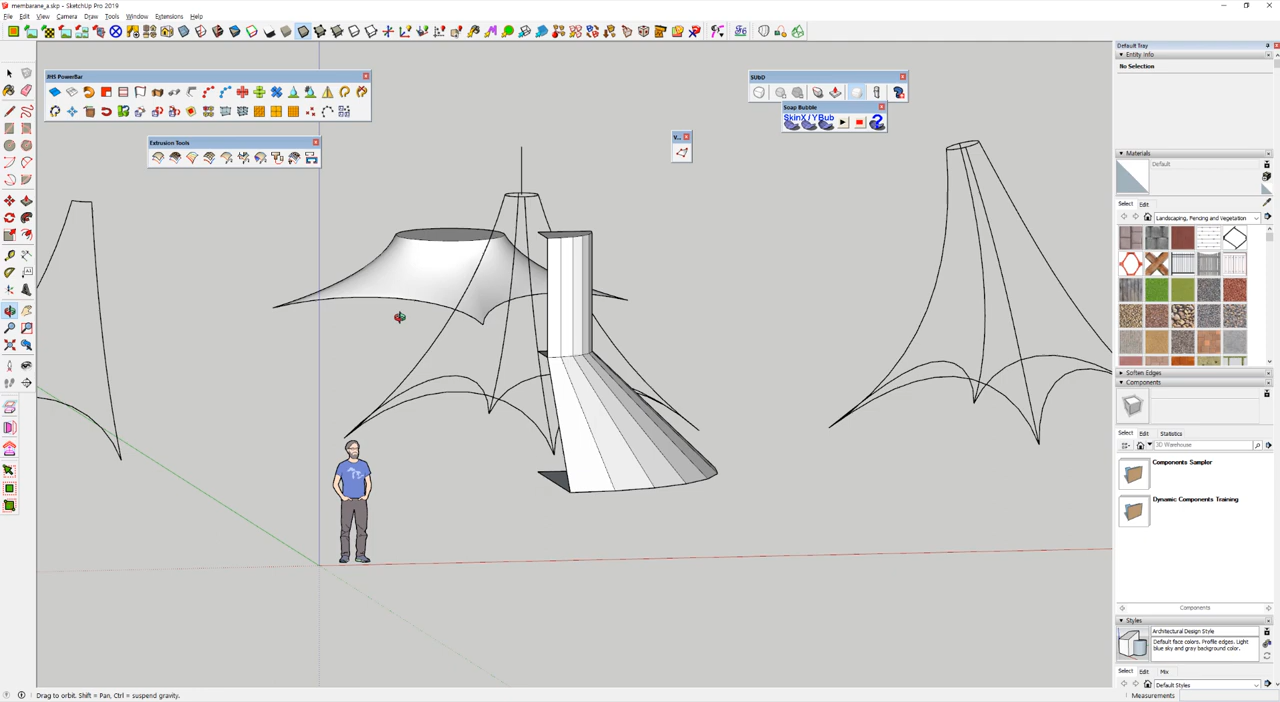 membarane_a.skp - SketchUp Pro 2019
File Edit View Camera Draw Tools Window Extensions Help
Default Tray
Entity Info
No Selection
JHS PowerBar
SUbD
Soap Bubble
Skin X / Y Bub
V...
Extrusion Tools
Materials
Default
Select Edit
Landscaping, Fencing and Vegetation
Soften Edges
Components
Select Edit Statistics
3D Warehouse
Components Sampler
Dynamic Components Training
Components
Styles
Architectural Design Style
Default face colors. Profile edges. Light
blue sky and gray background color.
Select Edit Mix
Default Styles
Drag to orbit. Shift = Pan, Ctrl = suspend gravity.
Measurements